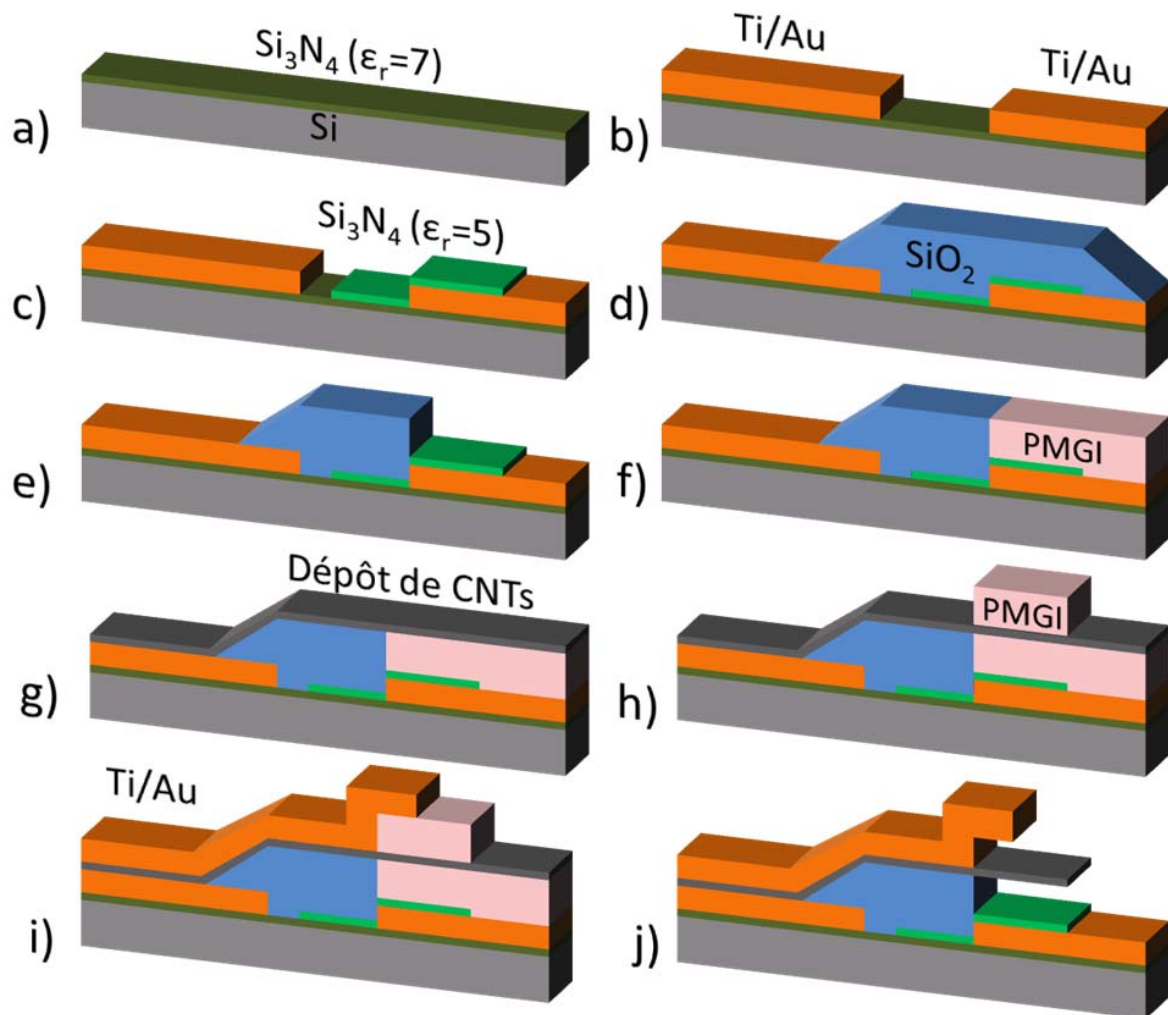 Si₃N₄ (εᵣ=7)
Si
a)
Ti/Au
Ti/Au
b)
Si₃N₄ (εᵣ=5)
c)
SiO₂
d)
e)
PMGI
f)
Dépôt de CNTs
g)
PMGI
h)
Ti/Au
i)
j)